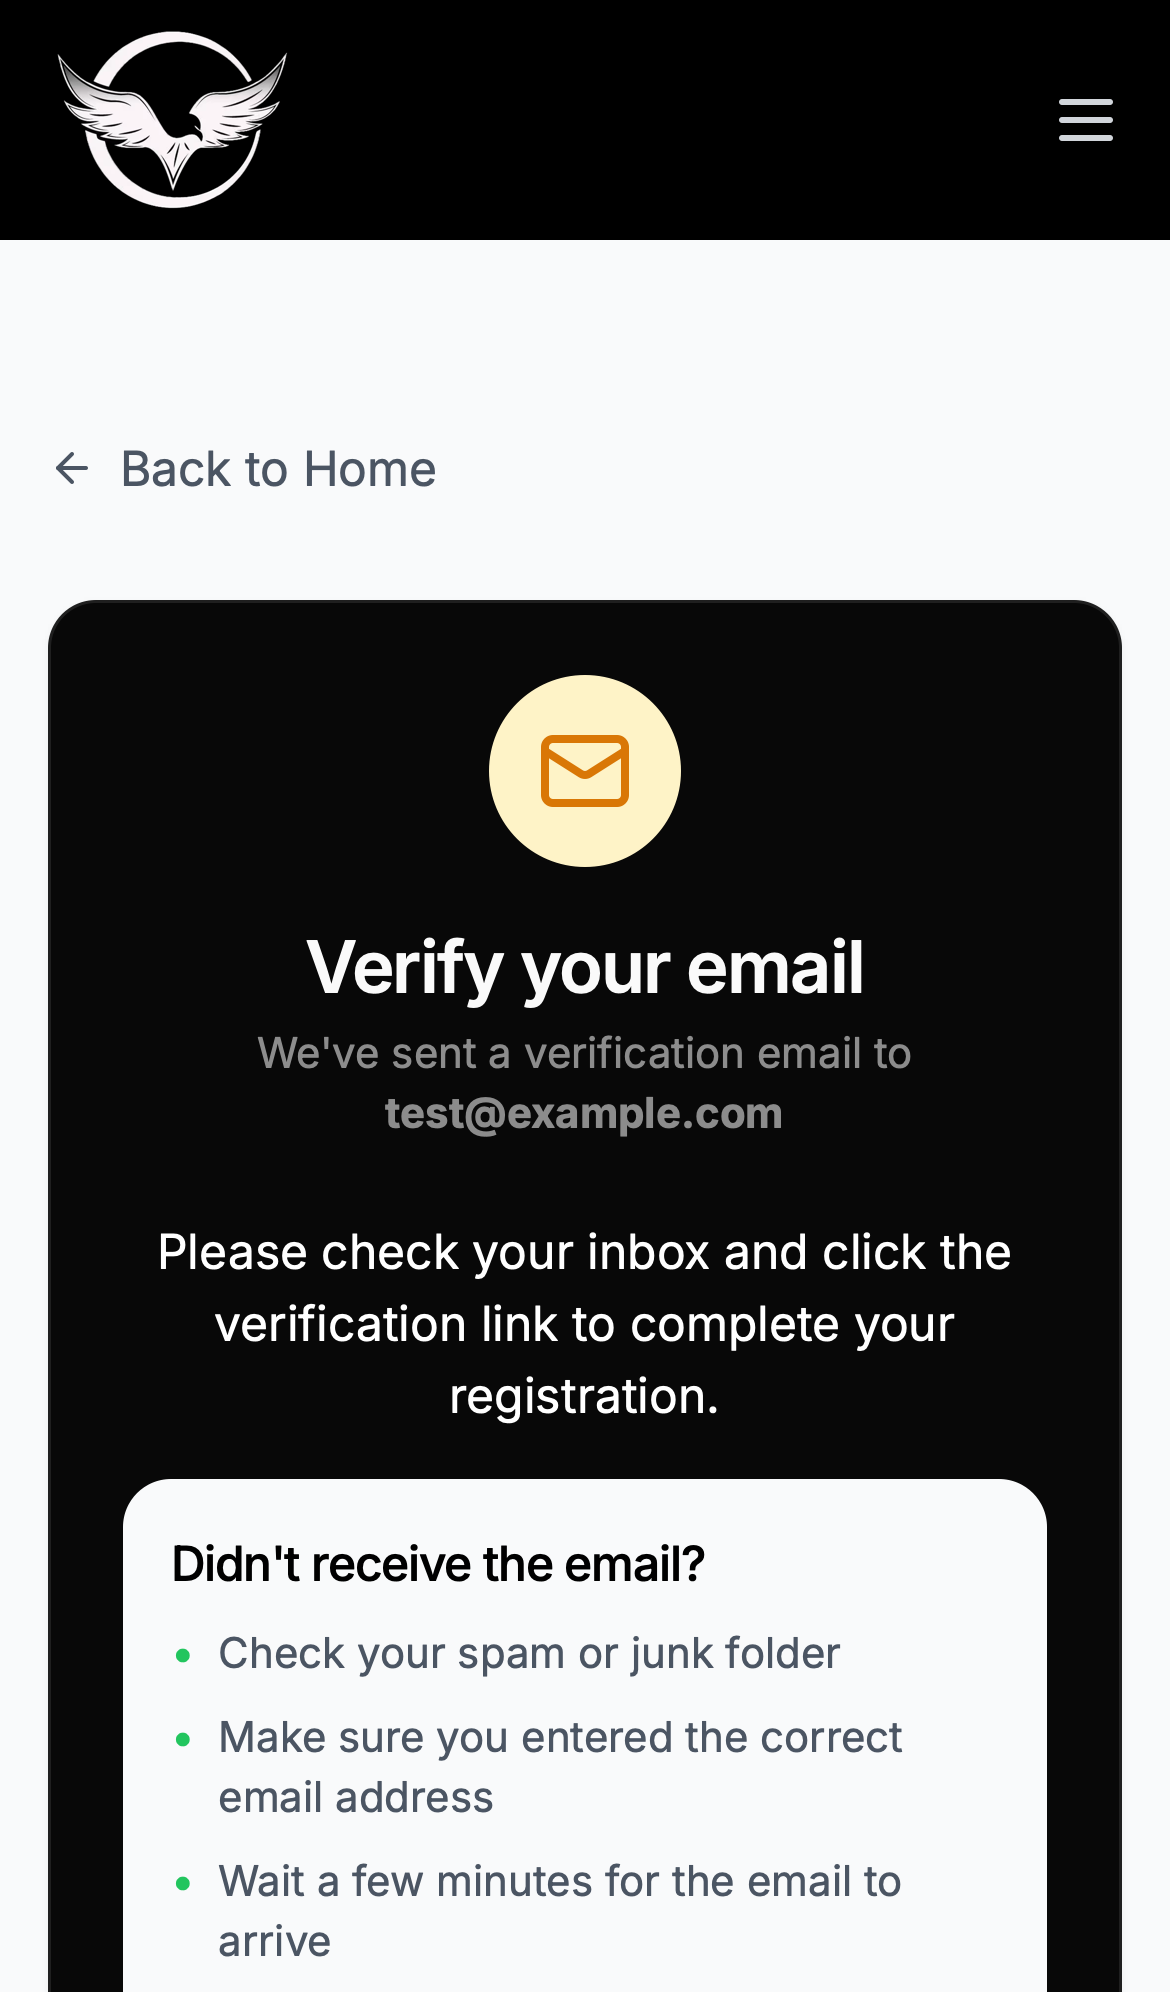 Back to Home
Verify your email
We've sent a verification email to
test@example.com
Please check your inbox and click the
verification link to complete your
registration.
Didn't receive the email?
Check your spam or junk folder
Make sure you entered the correct
email address
Wait a few minutes for the email to
arrive